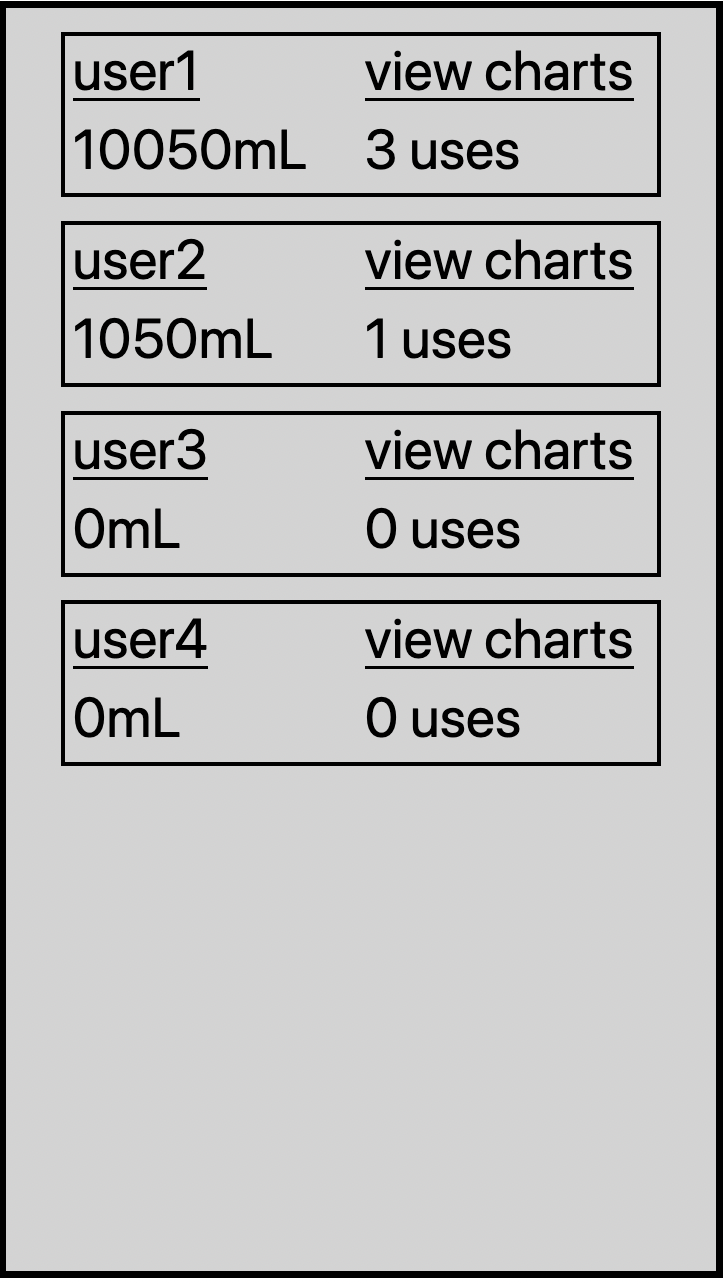 user1 view charts
10050mL 3 uses
user2 view charts
1050mL 1 uses
user3 view charts
0mL 0 uses
user4 view charts
0mL 0 uses